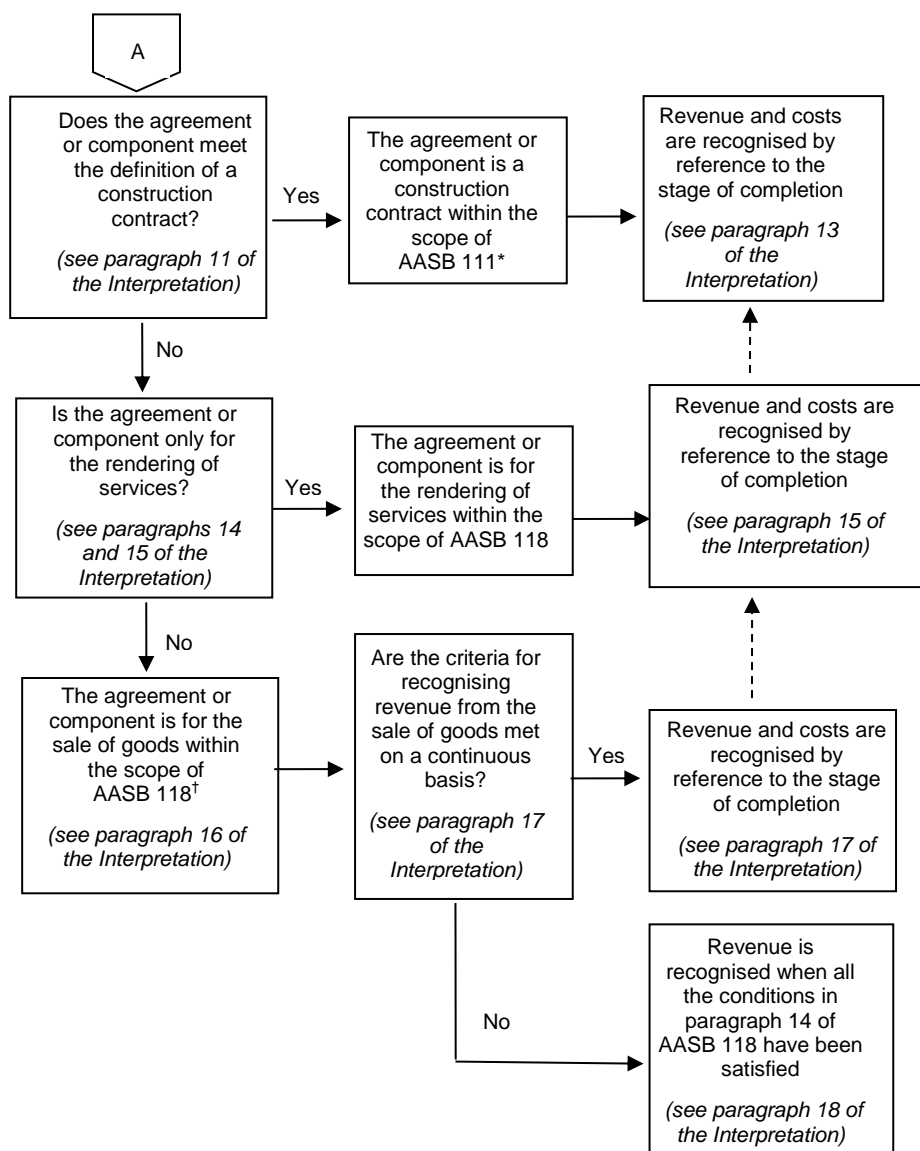 A
Does the agreement
or component meet
the definition of a
construction
contract?
(see paragraph 11 of
the Interpretation)
Yes
The agreement or
component is a
construction
contract within the
scope of
AASB 111*
Revenue and costs
are recognised by
reference to the
stage of completion
(see paragraph 13
of the
Interpretation)
No
Is the agreement or
component only for
the rendering of
services?
(see paragraphs 14
and 15 of the
Interpretation)
Yes
The agreement or
component is for
the rendering of
services within the
scope of AASB 118
Revenue and costs are
recognised by
reference to the stage
of completion
(see paragraph 15 of
the Interpretation)
No
The agreement or
component is for the
sale of goods within
the scope of
AASB 118†
(see paragraph 16 of
the Interpretation)
Are the criteria for
recognising
revenue from the
sale of goods met
on a continuous
basis?
(see paragraph 17
of the
Interpretation)
Yes
Revenue and costs are
recognised by
reference to the stage
of completion
(see paragraph 17 of
the Interpretation)
No
Revenue is
recognised when all
the conditions in
paragraph 14 of
AASB 118 have been
satisfied
(see paragraph 18 of
the Interpretation)